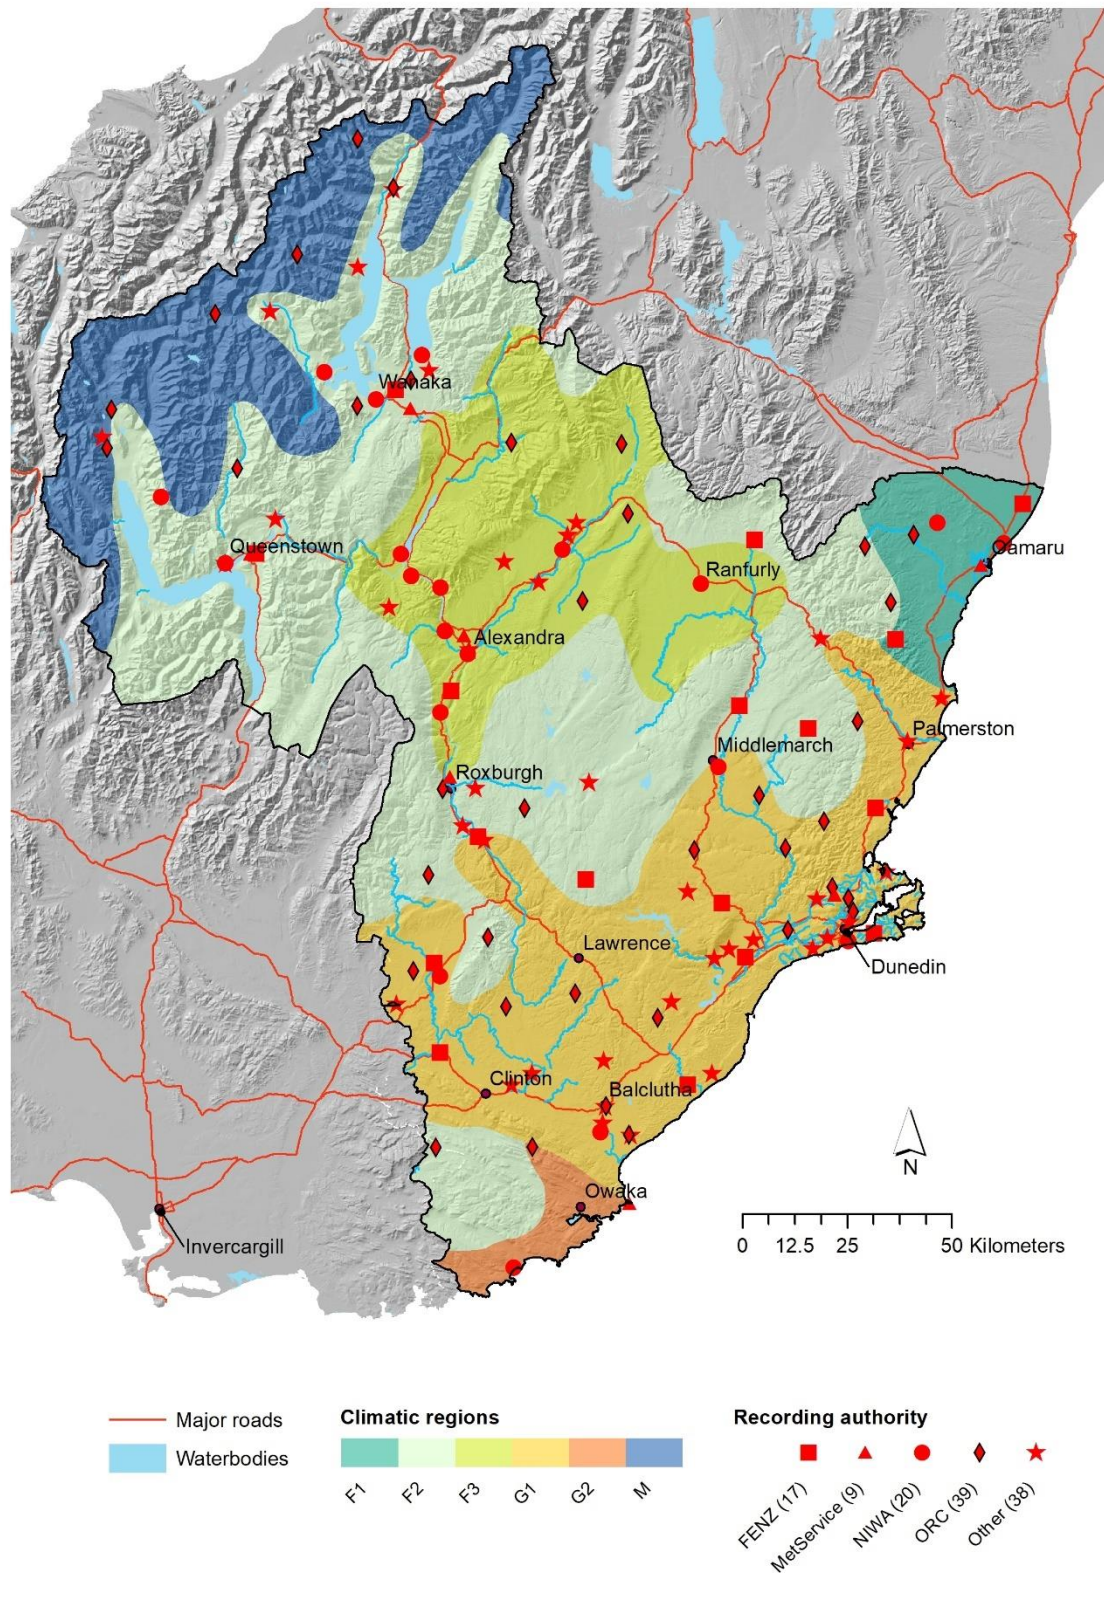 Wanaka
Queenstown
Oamaru
Ranfurly
Alexandra
Palmerston
Middlemarch
Roxburgh
Lawrence
Dunedin
Clinton
Balclutha
N
Owaka
Invercargill
0 12.5 25 50 Kilometers
Major roads
Waterbodies
Climatic regions
F1
F2
F3
G1
G2
M
Recording authority
FENZ (17)
MetService (9)
NIWA (20)
ORC (39)
Other (38)